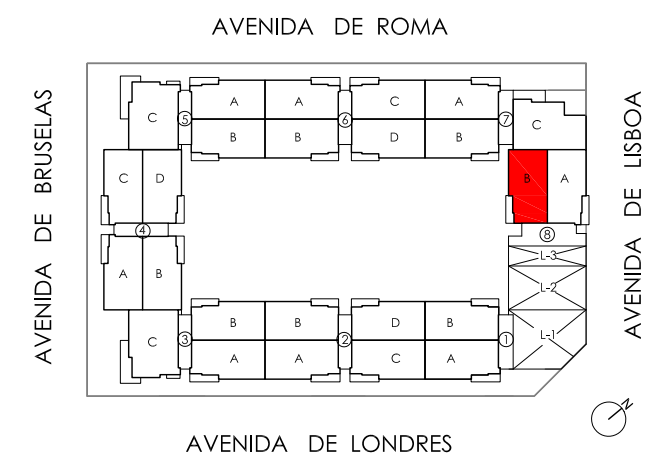 AVENIDA DE ROMA
AVENIDA DE BRUSELAS
AVENIDA DE LISBOA
C
5
A
A
6
C
A
7
C
B
B
D
B
C
D
B
A
4
8
A
B
L-3
L-2
L-1
C
3
B
B
2
D
B
1
A
A
C
A
N
AVENIDA DE LONDRES